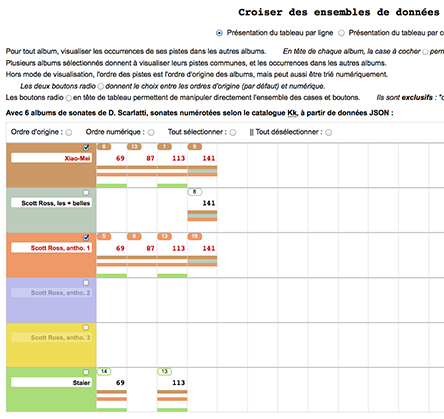 Croiser des ensembles de données
Présentation du tableau par ligne Présentation du tableau par c
Pour tout album, visualiser les occurrences de ses pistes dans les autres albums. En tête de chaque album, la case à cocher perm
Plusieurs albums sélectionnés donnent à visualiser leurs pistes communes, et les occurrences dans les autres albums.
Hors mode de visualisation, l'ordre des pistes est l'ordre d'origine des albums, mais peut aussi être trié numériquement.
Les deux boutons radio donnent le choix entre les ordres d'origine (par défaut) et numérique.
Les boutons radio en tête de tableau permettent de manipuler directement l'ensemble des cases et boutons. Ils sont exclusifs : "
Avec 6 albums de sonates de D. Scarlatti, sonates numérotées selon le catalogue Kk, à partir de données JSON :
Ordre d'origine : Ordre numérique : Tout sélectionner : || Tout désélectionner :
6 13 1 9
Xiao-Mei 69 87 113 141
8
Scott Ross, les + belles 141
5 6 13 18
Scott Ross, antho. 1 69 87 113 141
Scott Ross, antho. 2
Scott Ross, antho. 3
14 13
Staier 69 113